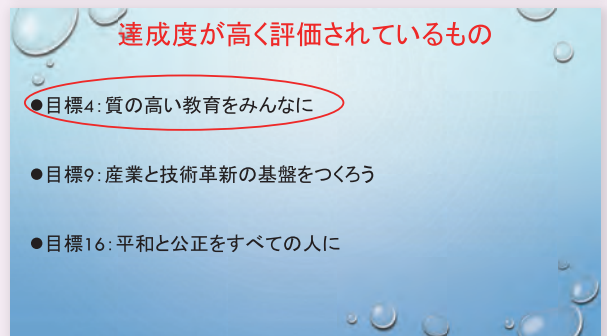 達成度が高く評価されているもの
●目標4:質の高い教育をみんなに
●目標9:産業と技術革新の基盤をつくろう
●目標16:平和と公正をすべての人に